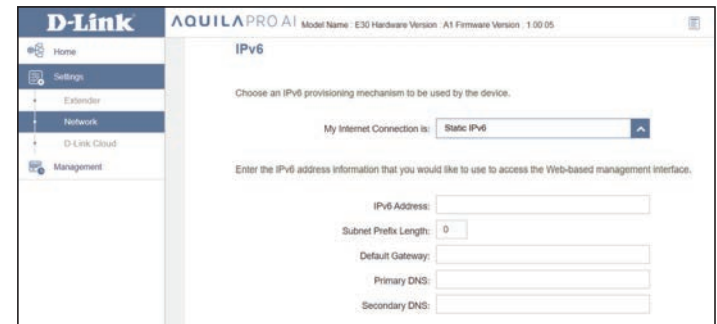 D-Link
AQUILA PRO AI Model Name : E30 Hardware Version : A1 Firmware Version : 1.00.05
Home
Settings
Extender
Network
D-Link Cloud
Management
IPv6
Choose an IPv6 provisioning mechanism to be used by the device.
My Internet Connection is: Static IPv6
Enter the IPv6 address information that you would like to use to access the Web-based management interface.
IPv6 Address:
Subnet Prefix Length: 0
Default Gateway:
Primary DNS:
Secondary DNS: